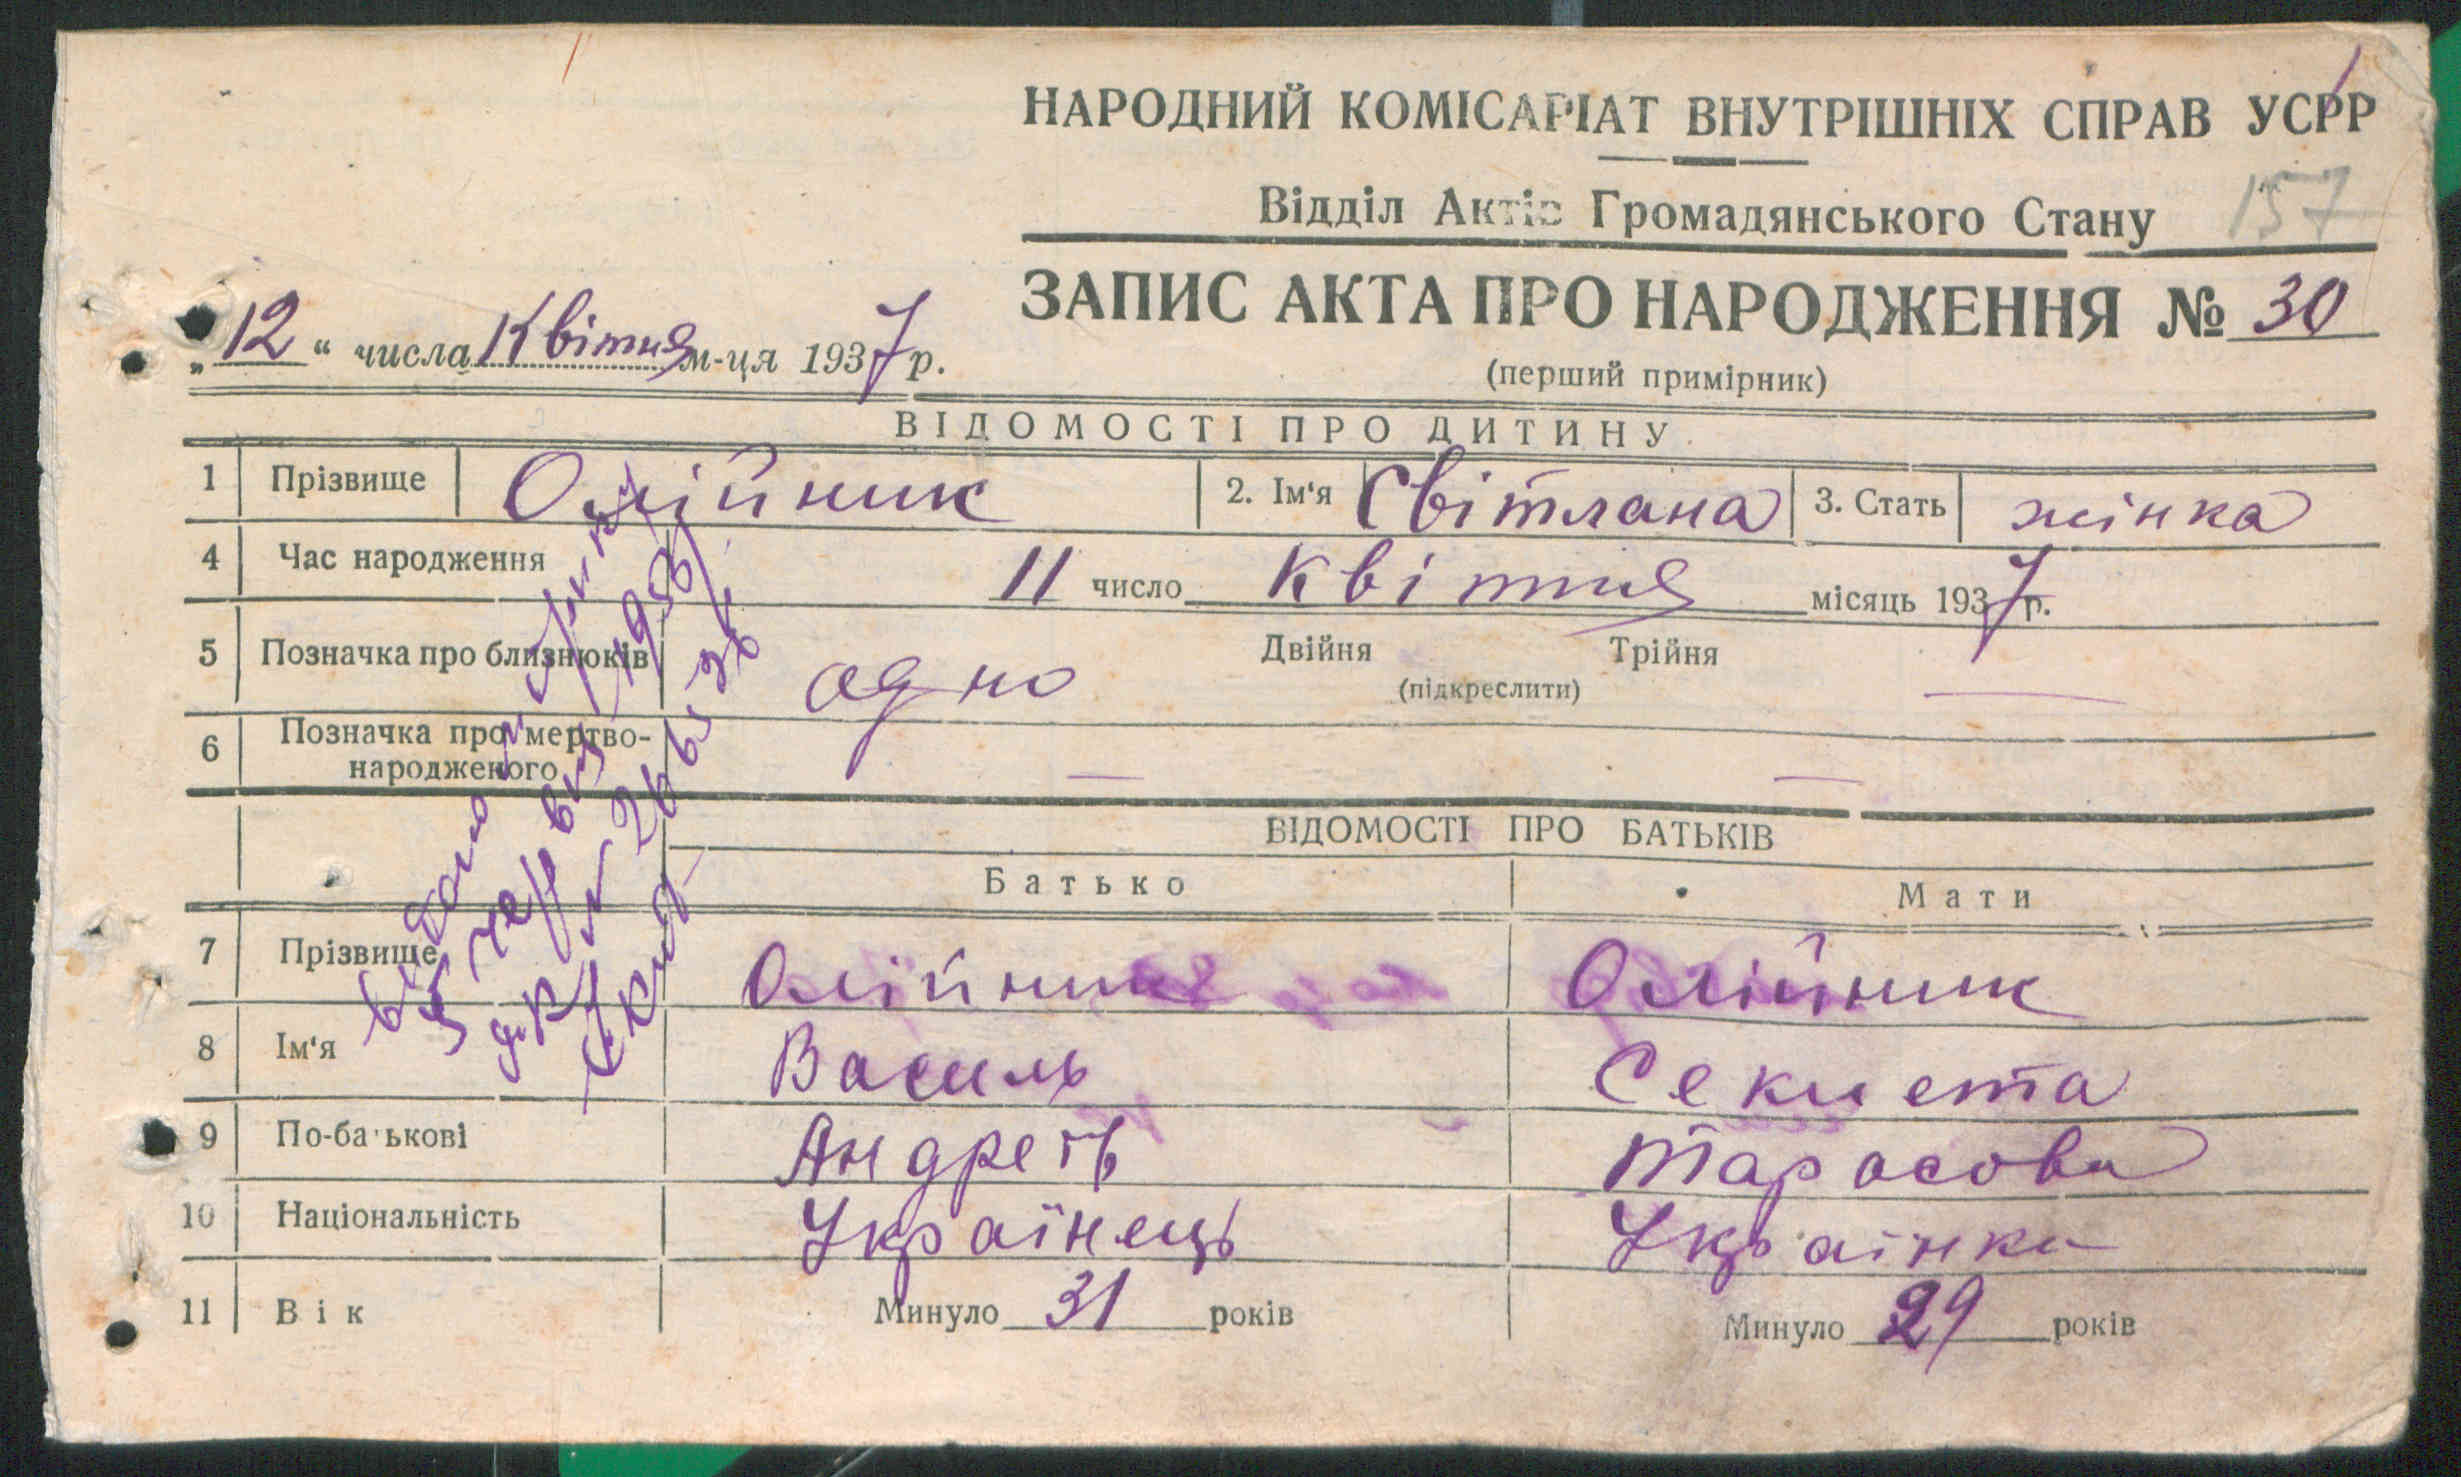 НАРОДНИЙ КОМІСАРІАТ ВНУТРІШНІХ СПРАВ УСРР
Відділ Актів Громадянського Стану 157
ЗАПИС АКТА ПРО НАРОДЖЕННЯ № 30
„12“ числа Квітня м-ця 1937 р.
(перший примірник)
ВІДОМОСТІ ПРО ДИТИНУ
1 Прізвище Олійник 2. Ім'я Світлана 3. Стать жінка
4 Час народження 11 число Квітня місяць 1937 р.
5 Позначка про близнюків одно Двійня Трійня
(підкреслити)
6 Позначка про мертво-
народженого — —
ВІДОМОСТІ ПРО БАТЬКІВ
Батько Мати
7 Прізвище Олійник Олійник
8 Ім'я Василь Секлета
9 По-батькові Тарасова
10 Національність Українець Українка
11 Вік Минуло 31 років Минуло 29 років
1956